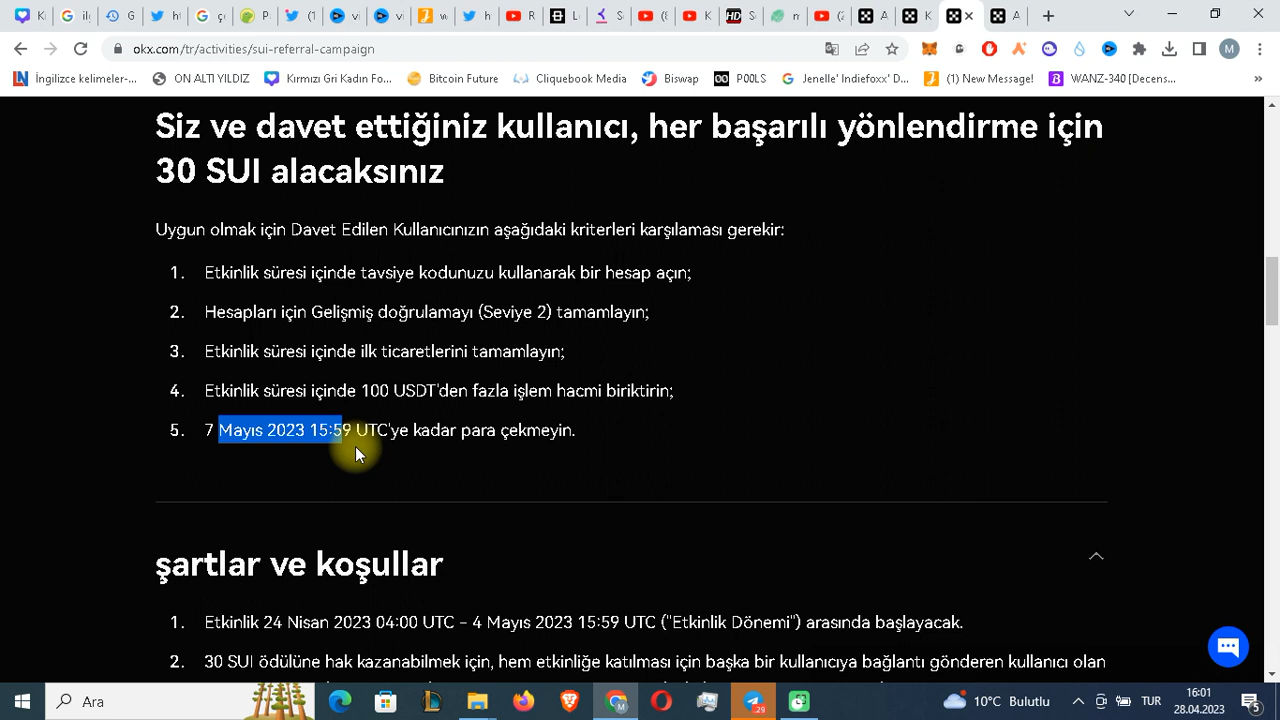 okx.com/tr/activities/sui-referral-campaign
İngilizce kelimeler-...
ON ALTI YILDIZ
Kırmızı Gri Kadın Fo...
Bitcoin Future
Cliquebook Media
Biswap
P00LS
Jenelle' Indiefoxx' D...
(1) New Message!
WANZ-340 [Decens...
Siz ve davet ettiğiniz kullanıcı, her başarılı yönlendirme için
30 SUI alacaksınız
Uygun olmak için Davet Edilen Kullanıcınızın aşağıdaki kriterleri karşılaması gerekir:
1. Etkinlik süresi içinde tavsiye kodunuzu kullanarak bir hesap açın;
2. Hesapları için Gelişmiş doğrulamayı (Seviye 2) tamamlayın;
3. Etkinlik süresi içinde ilk ticaretlerini tamamlayın;
4. Etkinlik süresi içinde 100 USDT'den fazla işlem hacmi biriktirin;
5. 7 Mayıs 2023 15:59 UTC'ye kadar para çekmeyin.
şartlar ve koşullar
1. Etkinlik 24 Nisan 2023 04:00 UTC - 4 Mayıs 2023 15:59 UTC ("Etkinlik Dönemi") arasında başlayacak.
2. 30 SUI ödülüne hak kazanabilmek için, hem etkinliğe katılması için başka bir kullanıcıya bağlantı gönderen kullanıcı olan
Ara
10°C Bulutlu
TUR
16:01
28.04.2023